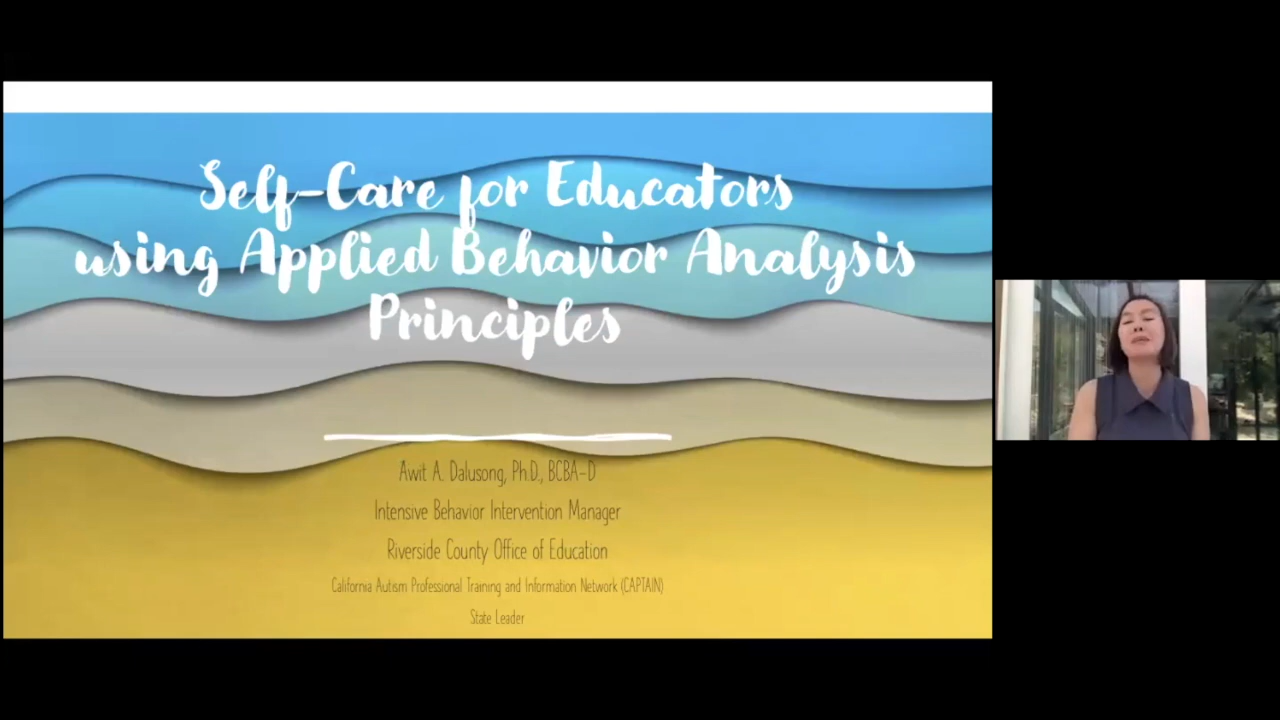 Self-Care for Educators
using Applied Behavior Analysis
Principles
Awit A. Dalusong, Ph.D., BCBA-D
Intensive Behavior Intervention Manager
Riverside County Office of Education
California Autism Professional Training and Information Network (CAPTAIN)
State Leader